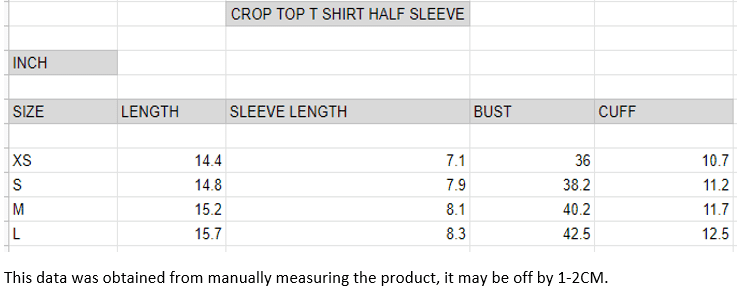 CROP TOP T SHIRT HALF SLEEVE
INCH
SIZE LENGTH SLEEVE LENGTH BUST CUFF
XS 14.4 7.1 36 10.7
S 14.8 7.9 38.2 11.2
M 15.2 8.1 40.2 11.7
L 15.7 8.3 42.5 12.5
This data was obtained from manually measuring the product, it may be off by 1-2CM.